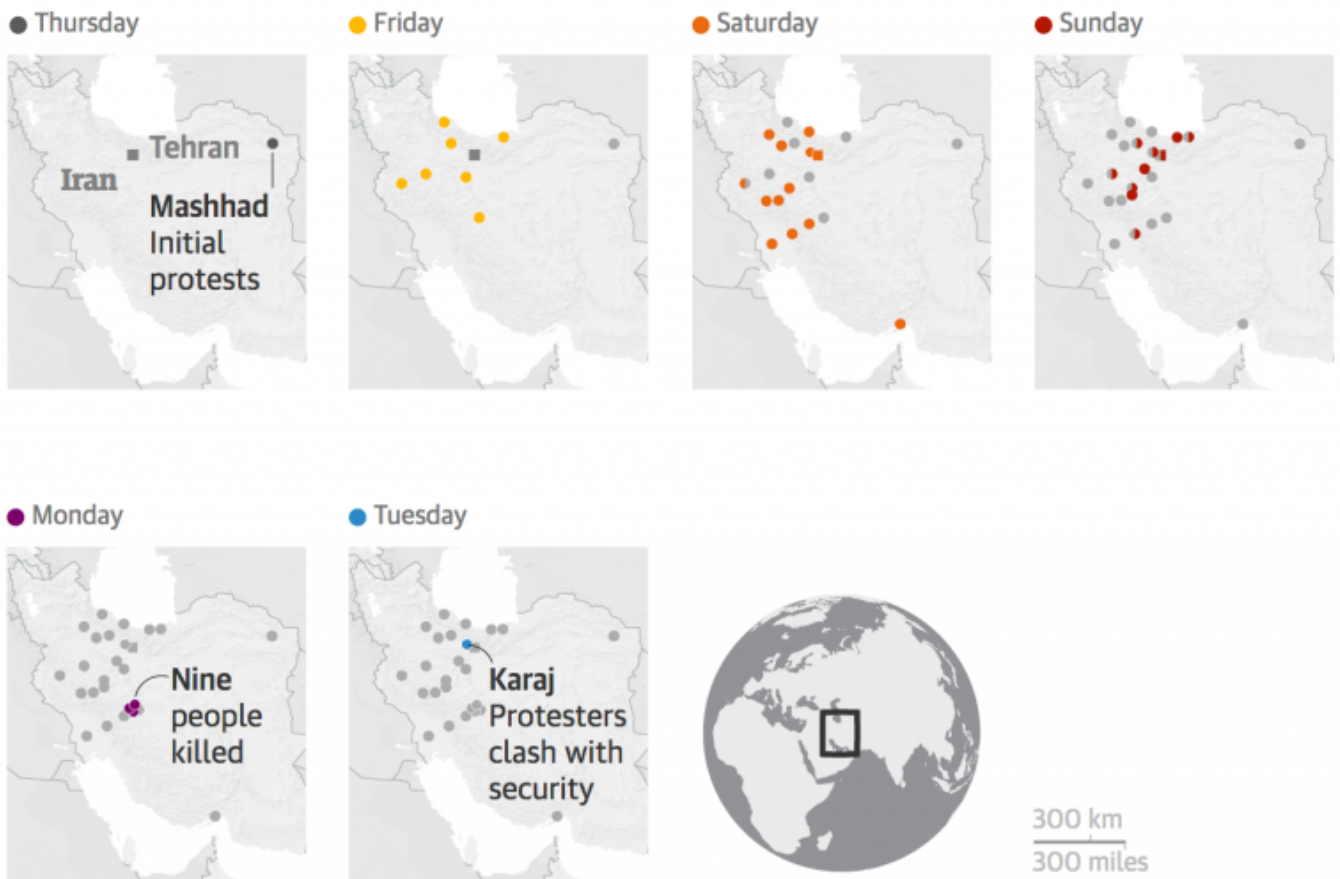 Thursday
Friday
Saturday
Sunday
Tehran
Iran
Mashhad
Initial
protests
Monday
Tuesday
Nine
people
killed
Karaj
Protesters
clash with
security
300 km
300 miles